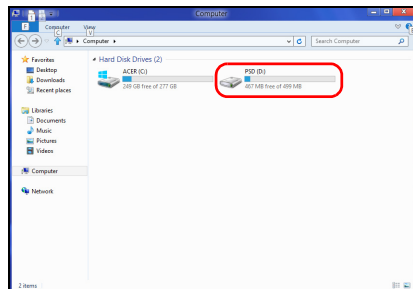 Computer
F Computer View
C V
Computer
Search Computer
Favorites
Desktop
Downloads
Recent places
Libraries
Documents
Music
Pictures
Videos
Computer
Network
Hard Disk Drives (2)
ACER (C:)
249 GB free of 277 GB
PSD (D:)
467 MB free of 499 MB
2 items